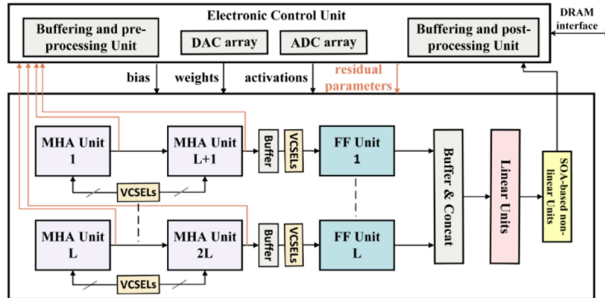 Electronic Control Unit
Buffering and pre-
processing Unit
DAC array
ADC array
Buffering and post-
processing Unit
DRAM
interface
bias
weights
activations
residual
parameters
MHA Unit
1
MHA Unit
L+1
Buffer
VCSELs
FF Unit
1
VCSELs
MHA Unit
L
MHA Unit
2L
Buffer
VCSELs
FF Unit
L
VCSELs
Buffer & Concat
Linear Units
SOA-based non-
linear Units